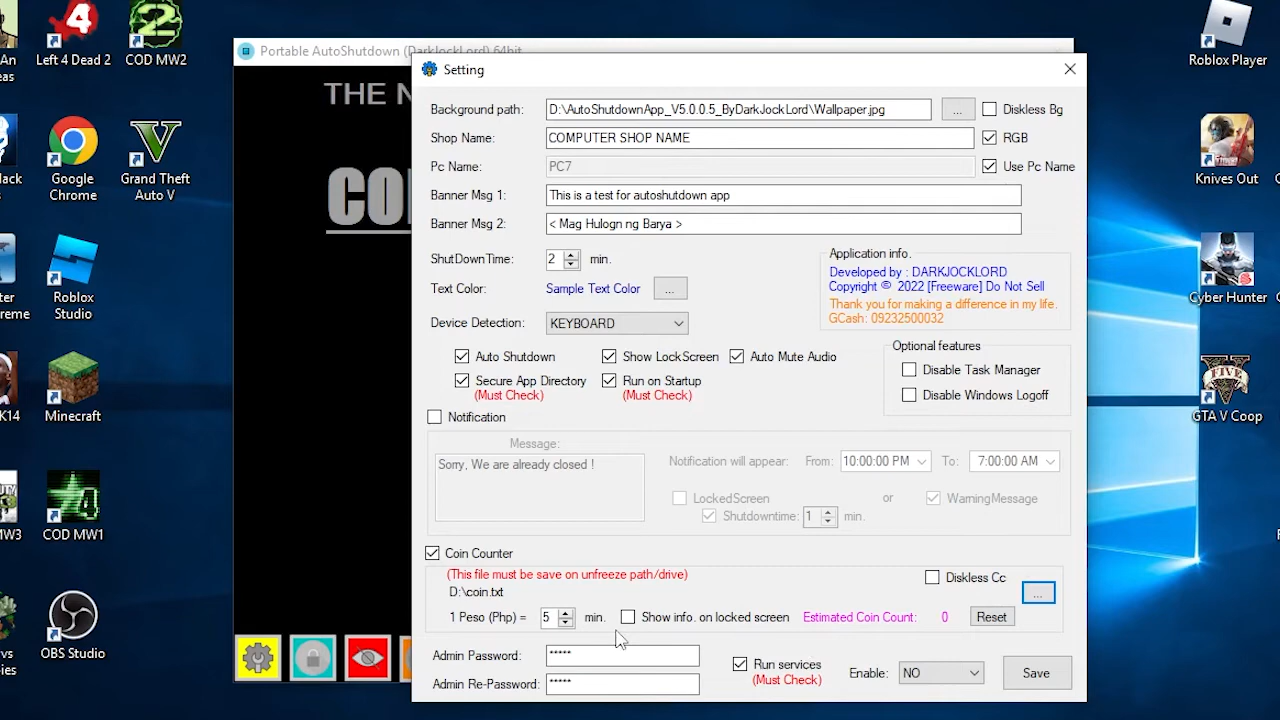 Left 4 Dead 2
COD MW2
Google
Chrome
Grand Theft
Auto V
Roblox
Studio
Minecraft
COD MW1
OBS Studio
Portable AutoShutdown (DarkJockLord) 64bit
THE N
CO
Setting
Background path: D:\AutoShutdownApp_V5.0.0.5_ByDarkJockLord\Wallpaper.jpg ... Diskless Bg
Shop Name: COMPUTER SHOP NAME RGB
Pc Name: PC7 Use Pc Name
Banner Msg 1: This is a test for autoshutdown app
Banner Msg 2: < Mag Hulogn ng Barya >
ShutDownTime: 2 min.
Text Color: Sample Text Color ...
Device Detection: KEYBOARD
Application info.
Developed by : DARKJOCKLORD
Copyright © 2022 [Freeware] Do Not Sell
Thank you for making a difference in my life.
GCash: 09232500032
Auto Shutdown Show LockScreen Auto Mute Audio
Secure App Directory Run on Startup
(Must Check) (Must Check)
Optional features
Disable Task Manager
Disable Windows Logoff
Notification
Message:
Sorry, We are already closed !
Notification will appear: From: 10:00:00 PM To: 7:00:00 AM
LockedScreen or WarningMessage
Shutdowntime: 1 min.
Coin Counter
(This file must be save on unfreeze path/drive) Diskless Cc
D:\coin.txt ...
1 Peso (Php) = 5 min. Show info. on locked screen Estimated Coin Count: 0 Reset
Admin Password: *****
Admin Re-Password: *****
Run services
(Must Check)
Enable: NO Save
Roblox Player
Knives Out
Cyber Hunter
GTA V Coop